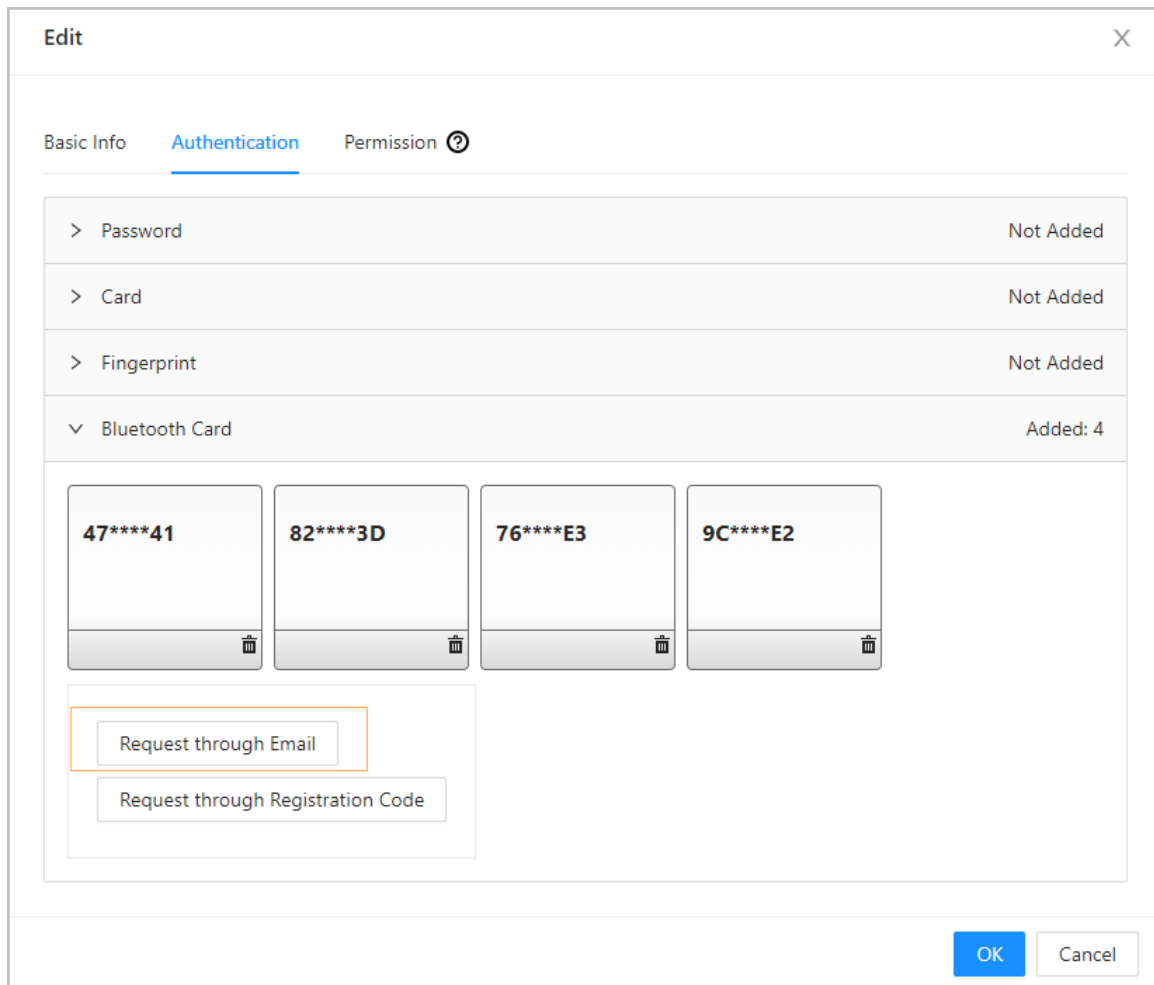 Edit
Basic Info Authentication Permission ?
Password Not Added
Card Not Added
Fingerprint Not Added
Bluetooth Card Added: 4
47****41 82****3D 76****E3 9C****E2
Request through Email
Request through Registration Code
OK Cancel